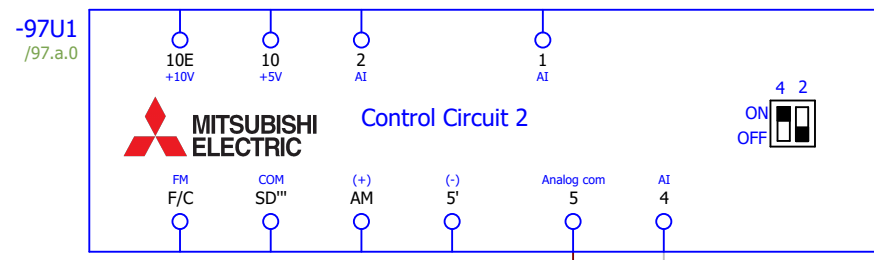 -97U1
/97.a.0
10E 10 2 1
+10V +5V AI AI
4 2
ON
OFF
MITSUBISHI
ELECTRIC
Control Circuit 2
FM COM (+) (-) Analog com AI
F/C SD''' AM 5' 5 4